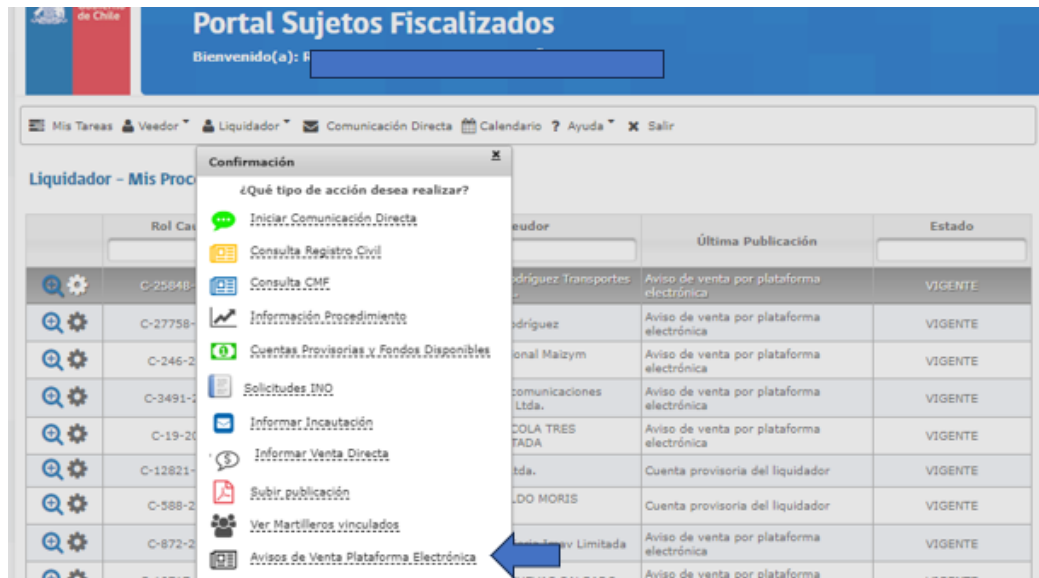 de Chile
Portal Sujetos Fiscalizados
Bienvenido(a):
Mis Tareas Veedor Liquidador Comunicación Directa Calendario ? Ayuda Salir
Liquidador - Mis Proc
Confirmación x
¿Qué tipo de acción desea realizar?
Iniciar Comunicación Directa
Consulta Registro Civil
Consulta CMF
Información Procedimiento
Cuentas Provisorias y Fondos Disponibles
Solicitudes INO
Informar Incautación
Informar Venta Directa
Subir publicación
Ver Martilleros vinculados
Avisos de Venta Plataforma Electrónica
Rol Cau eudor Última Publicación Estado
C-25848- odríguez Transportes Aviso de venta por plataforma electrónica VIGENTE
C-27758- odríguez Aviso de venta por plataforma electrónica VIGENTE
C-246-2 ional Maizym Aviso de venta por plataforma electrónica VIGENTE
C-3491-2 comunicaciones Ltda. Aviso de venta por plataforma electrónica VIGENTE
C-19-20 COLA TRES TADA Aviso de venta por plataforma electrónica VIGENTE
C-12821- tda. Cuenta provisoria del liquidador VIGENTE
C-588-2 LDO MORIS Cuenta provisoria del liquidador VIGENTE
C-872-2 Limitada Aviso de venta por plataforma electrónica VIGENTE
Aviso de venta por plataforma